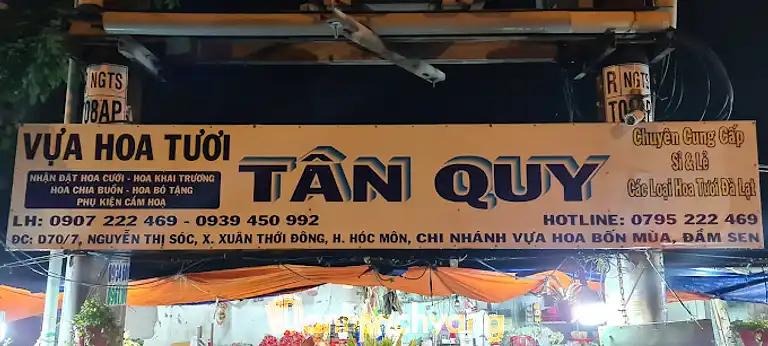 NGTS
08AP
R NGTS
VỰA HOA TƯƠI
NHẬN ĐẶT HOA CƯỚI - HOA KHAI TRƯƠNG
HOA CHIA BUỒN - HOA BÓ TẶNG
PHỤ KIỆN CẮM HOA
TÂN QUY
Chuyên Cung Cấp
Sỉ & Lẻ
Các Loại Hoa Tươi Đà Lạt
LH: 0907 222 469 - 0939 450 992
HOTLINE: 0795 222 469
ĐC: D70/7, NGUYỄN THỊ SÓC, X. XUÂN THỚI ĐÔNG, H. HÓC MÔN, CHI NHÁNH VỰA HOA BỐN MÙA, ĐẦM SEN